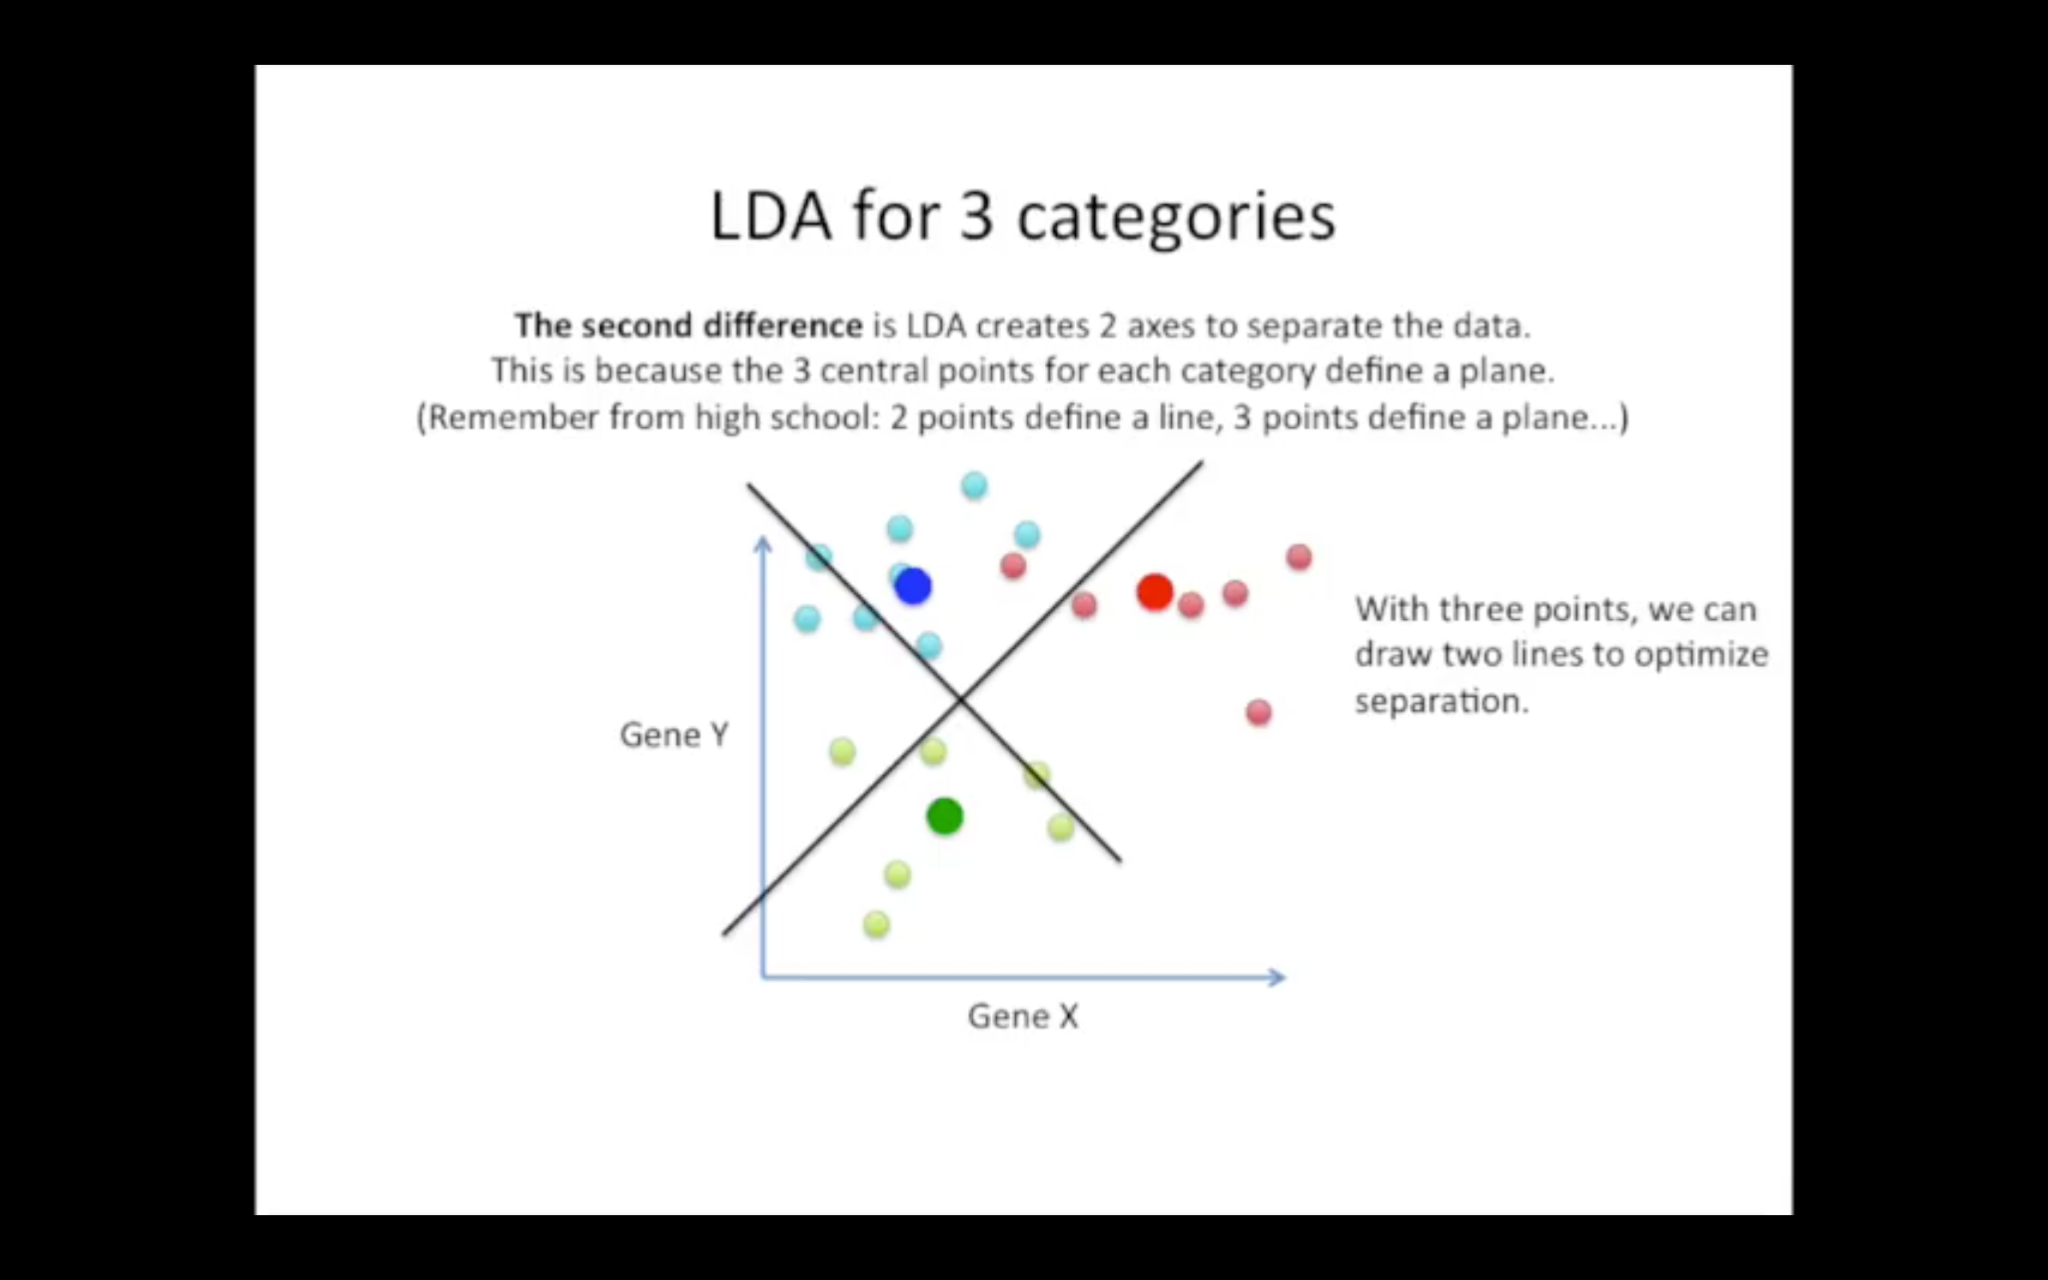 LDA for 3 categories
The second difference is LDA creates 2 axes to separate the data.
This is because the 3 central points for each category define a plane.
(Remember from high school: 2 points define a line, 3 points define a plane...)
With three points, we can
draw two lines to optimize
separation.
Gene Y
Gene X